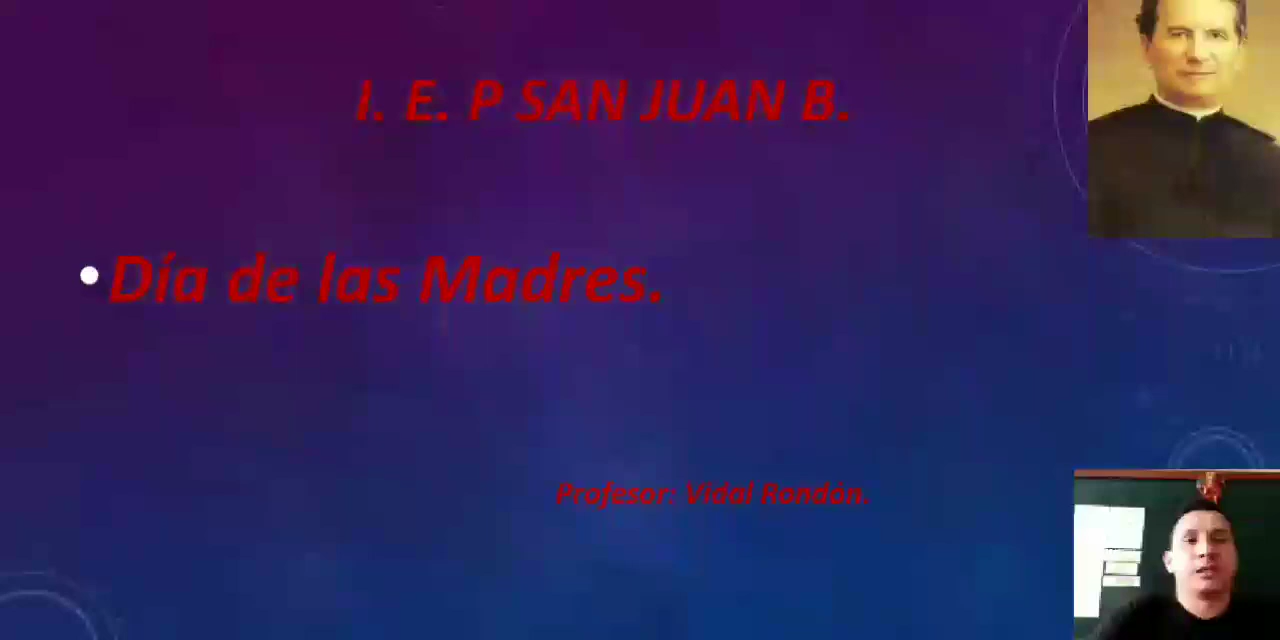 I. E. P SAN JUAN B.
Día de las Madres.
Profesor: Vidal Rondón.